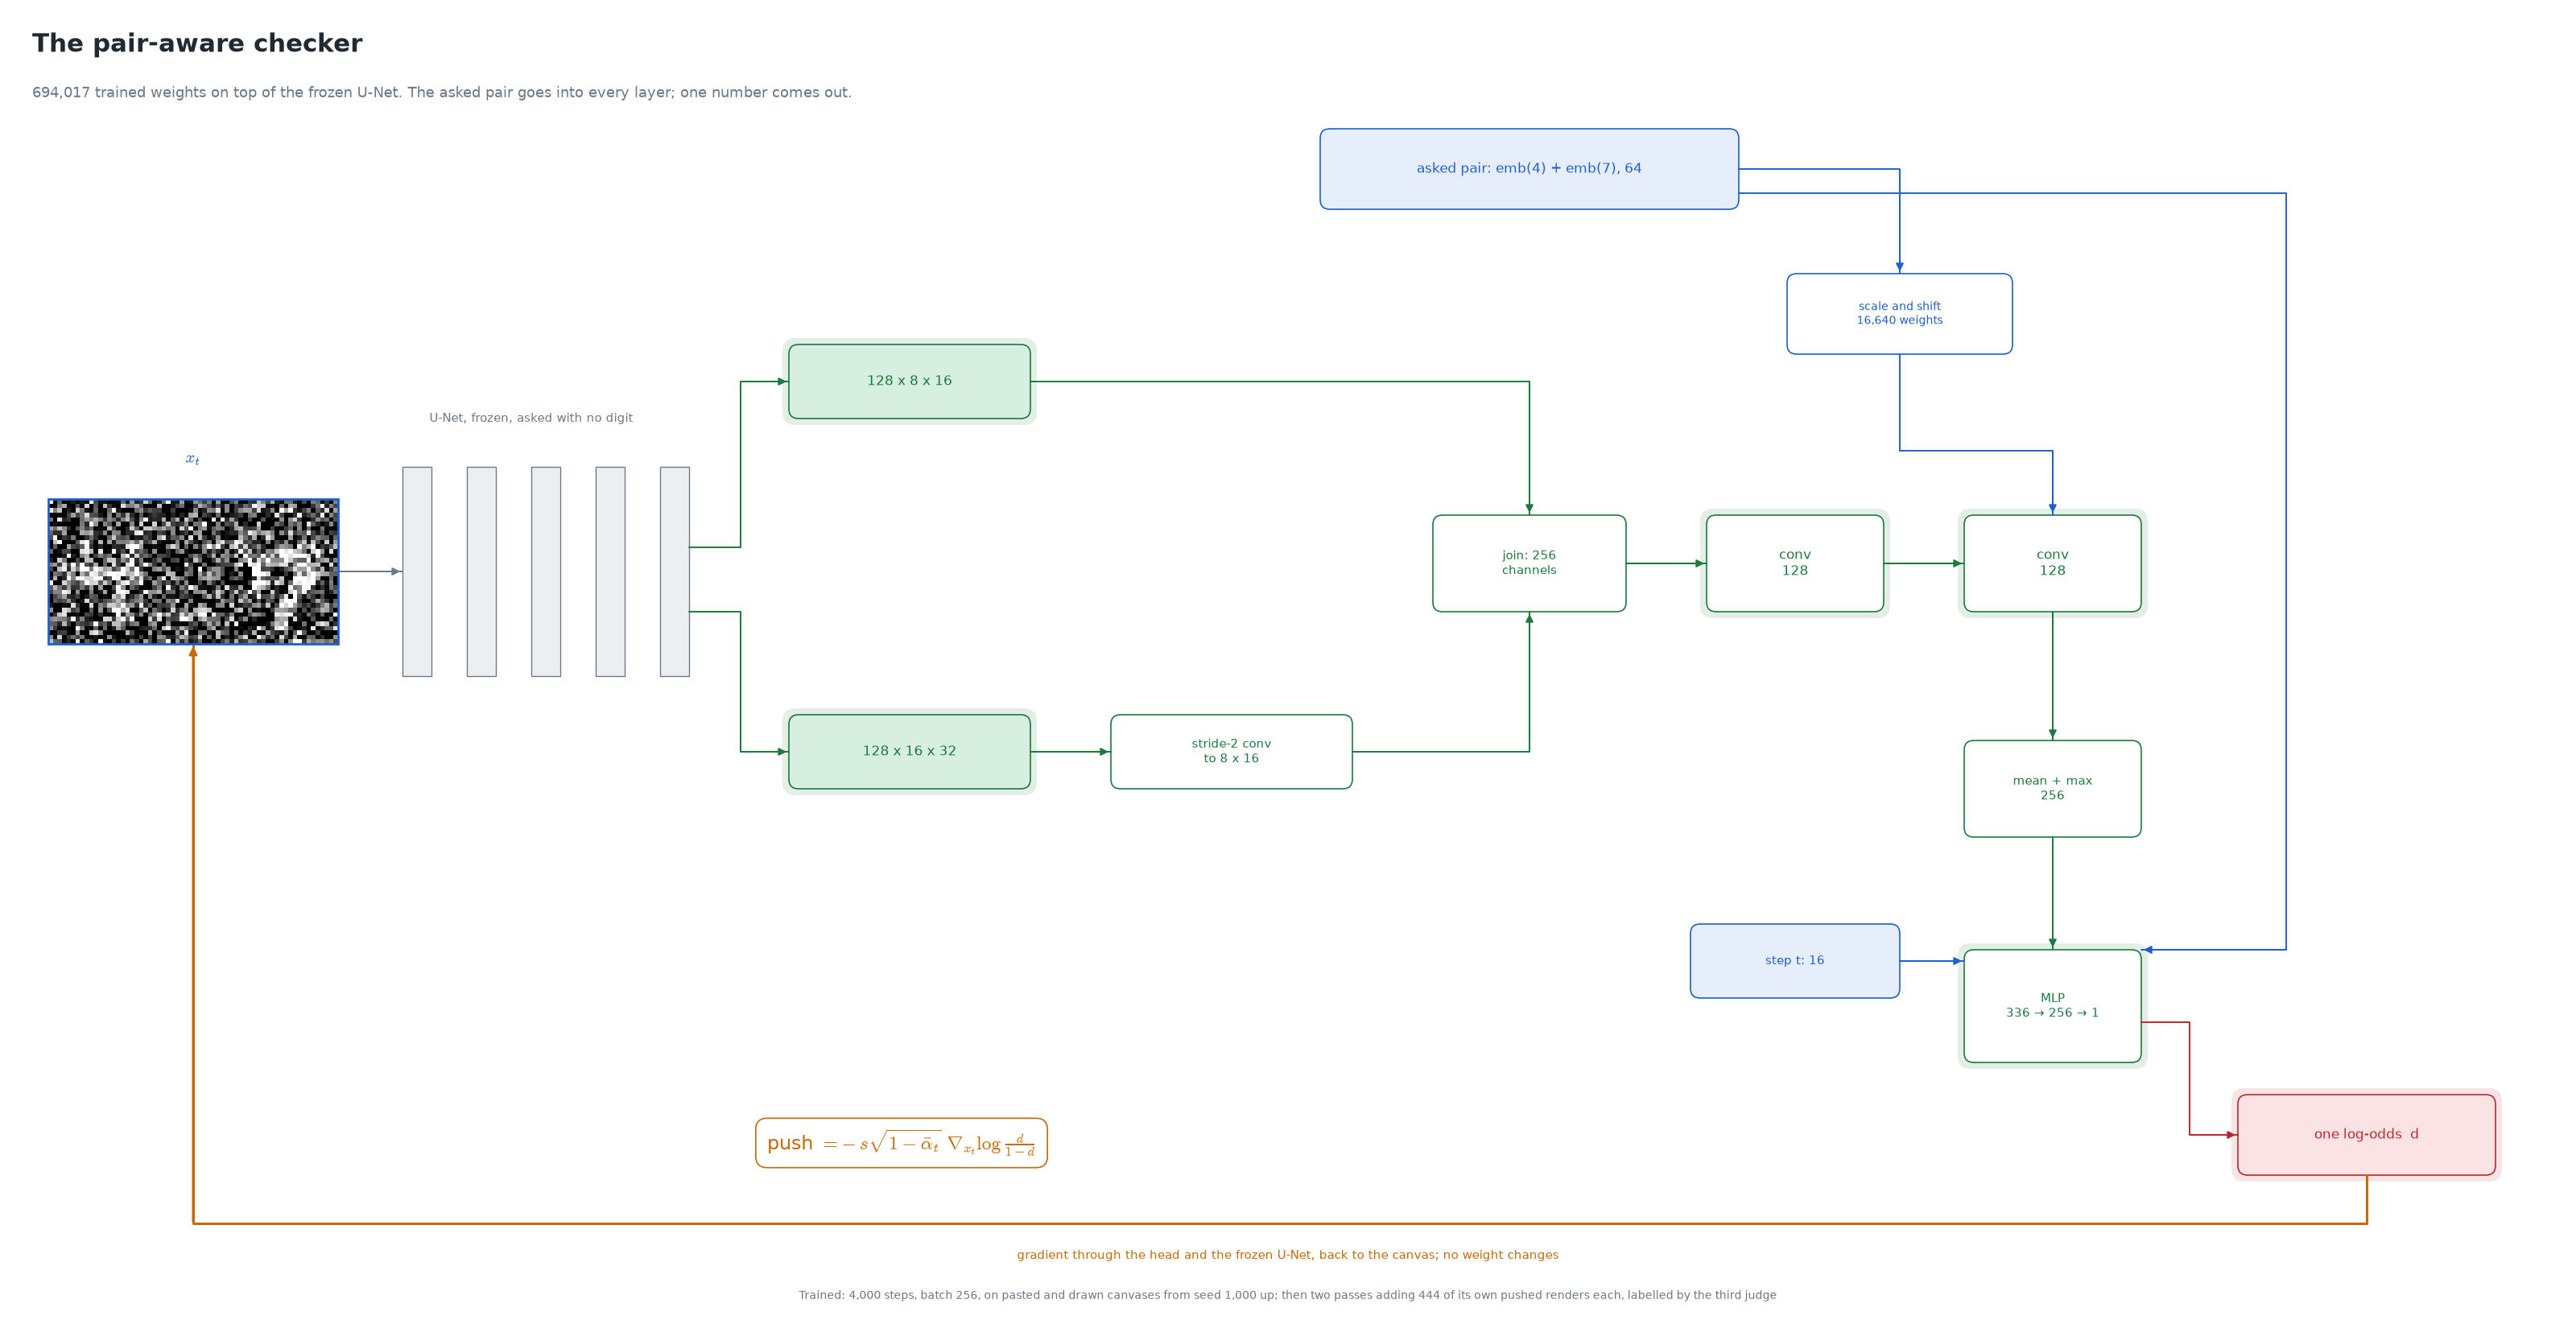 The pair-aware checker
694,017 trained weights on top of the frozen U-Net. The asked pair goes into every layer; one number comes out.
asked pair: emb(4) + emb(7), 64
scale and shift
16,640 weights
128 x 8 x 16
U-Net, frozen, asked with no digit
x_t
join: 256
channels
conv
128
conv
128
128 x 16 x 32
stride-2 conv
to 8 x 16
mean + max
256
step t: 16
MLP
336 → 256 → 1
push = − s√(1 − ᾱ_t) ∇_{x_t} log d/(1−d)
one log-odds d
gradient through the head and the frozen U-Net, back to the canvas; no weight changes
Trained: 4,000 steps, batch 256, on pasted and drawn canvases from seed 1,000 up; then two passes adding 444 of its own pushed renders each, labelled by the third judge